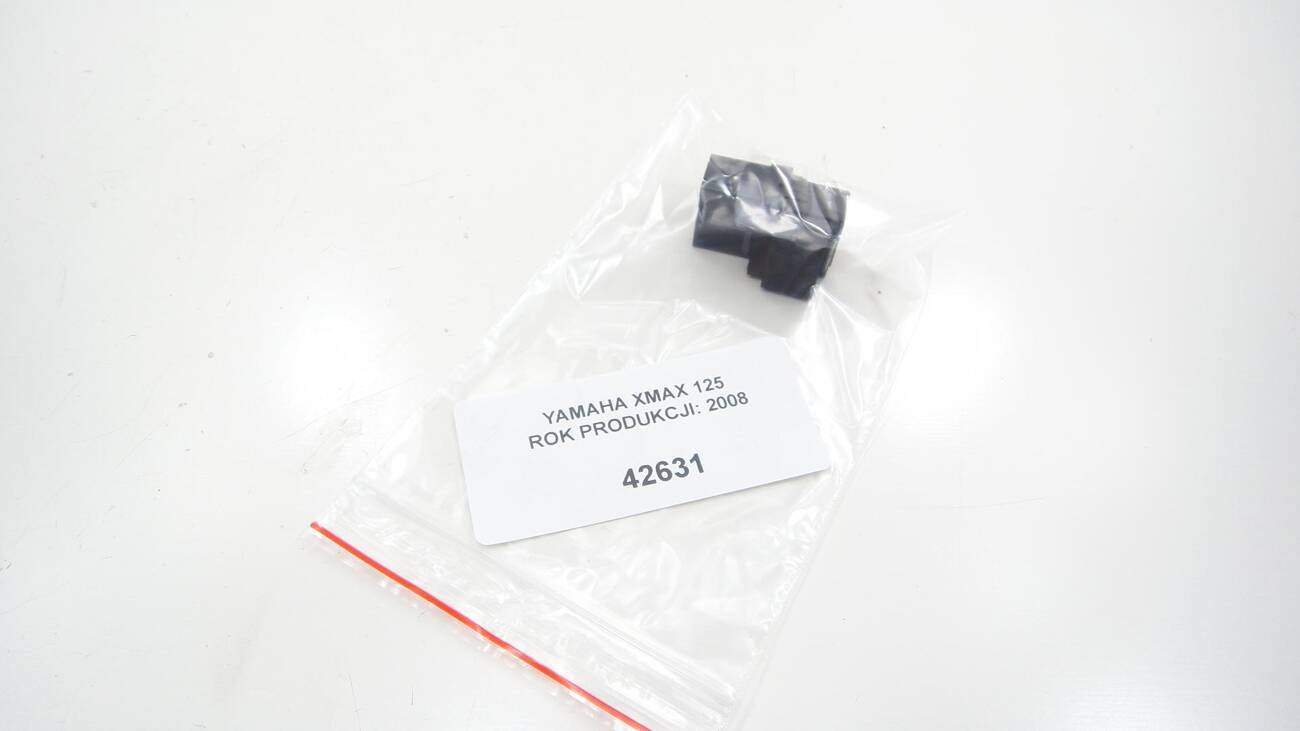 YAMAHA XMAX 125
ROK PRODUKCJI: 2008
42631